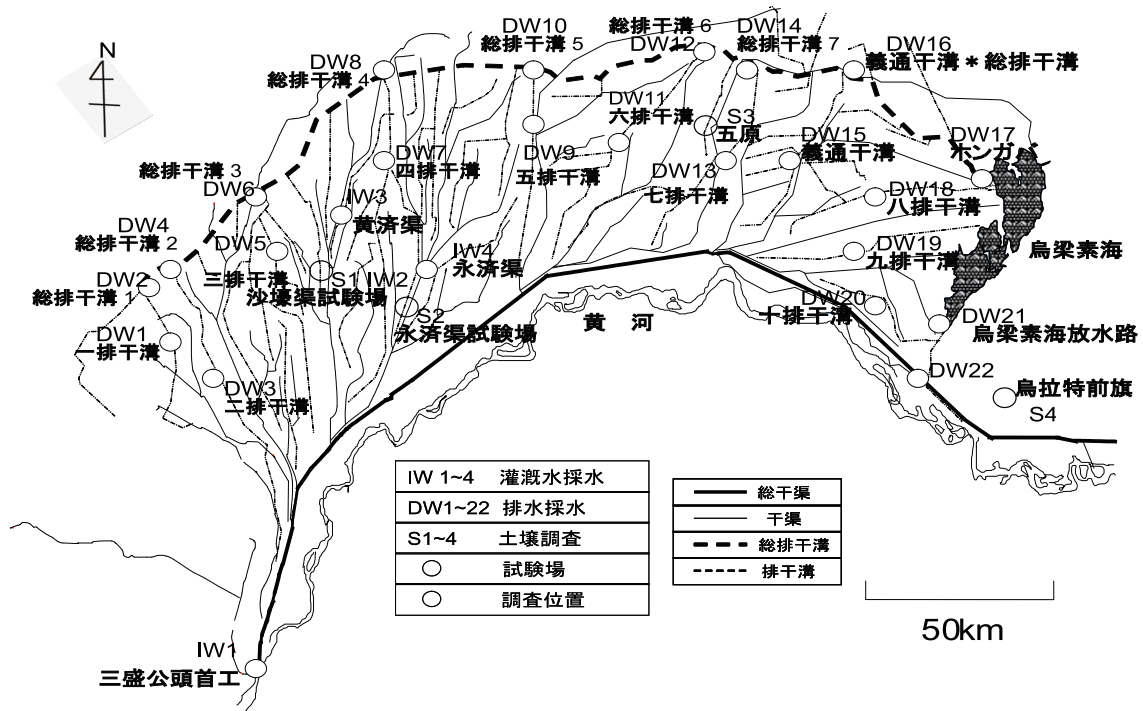 N
DW10
総排干溝 5
総排干溝 6
DW12
DW14
総排干溝 7
DW16
義通干溝＊総排干溝
DW8
総排干溝 4
DW11
六排干溝
S3
五原
DW17
ホンガ
DW15
義通干溝
DW7
四排干溝
DW9
五排干溝
DW13
七排干溝
総排干溝 3
DW6
DW18
八排干溝
IW3
黄済渠
DW4
総排干溝 2
DW5
三排干溝
IW4
永済渠
DW19
九排干溝
烏梁素海
S1
沙壕渠試験場
IW2
DW2
総排干溝 1
S2
永済渠試験場
黄 河
DW20
十排干溝
DW21
烏梁素海放水路
DW1
一排干溝
DW3
二排干溝
DW22
烏拉特前旗
S4
IW 1~4 灌漑水採水
DW1~22 排水採水
S1~4 土壌調査
試験場
調査位置
総干渠
干渠
総排干溝
排干溝
50km
IW1
三盛公頭首工